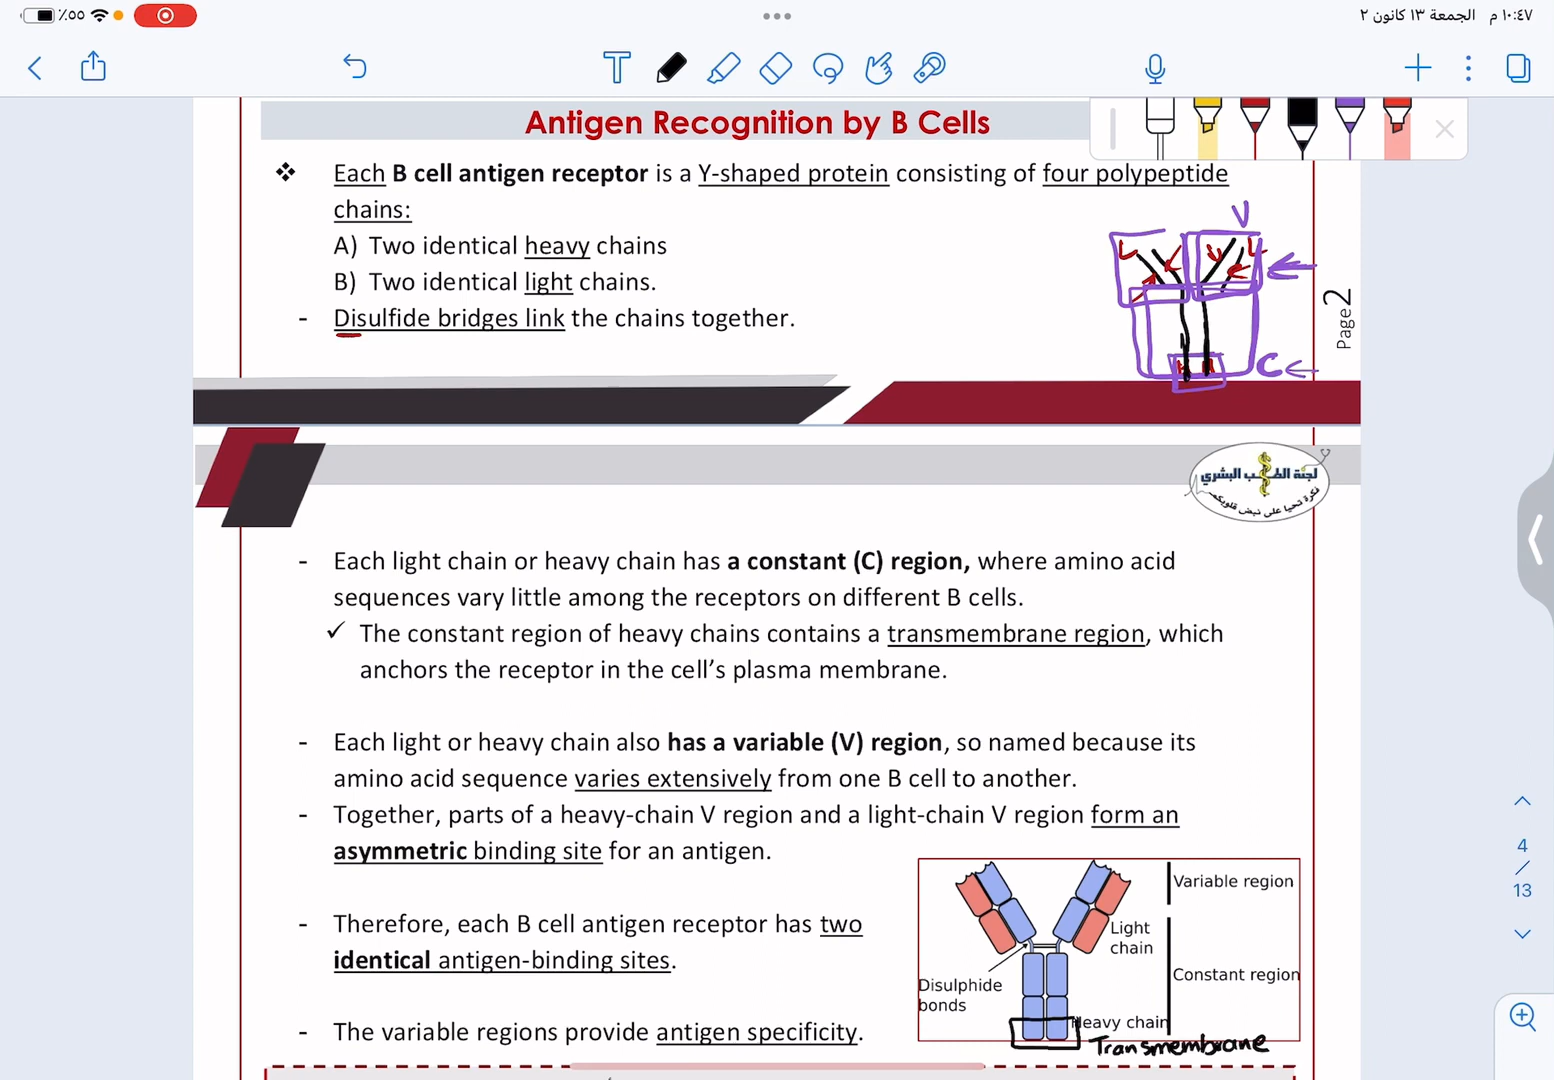 ٪٥٥
١٠:٤٧ م الجمعة ١٣ كانون ٢
Antigen Recognition by B Cells
❖ Each B cell antigen receptor is a Y-shaped protein consisting of four polypeptide
chains:
A) Two identical heavy chains
B) Two identical light chains.
- Disulfide bridges link the chains together.
V
L
L
C
Page2
لجنة الطب البشري
فكرة تحيا على نبض قلوبكم
- Each light chain or heavy chain has a constant (C) region, where amino acid
sequences vary little among the receptors on different B cells.
✓ The constant region of heavy chains contains a transmembrane region, which
anchors the receptor in the cell’s plasma membrane.
- Each light or heavy chain also has a variable (V) region, so named because its
amino acid sequence varies extensively from one B cell to another.
- Together, parts of a heavy-chain V region and a light-chain V region form an
asymmetric binding site for an antigen.
- Therefore, each B cell antigen receptor has two
identical antigen-binding sites.
- The variable regions provide antigen specificity.
Variable region
Light
chain
Constant region
Disulphide
bonds
Heavy chain
Transmembrane
4
/
13